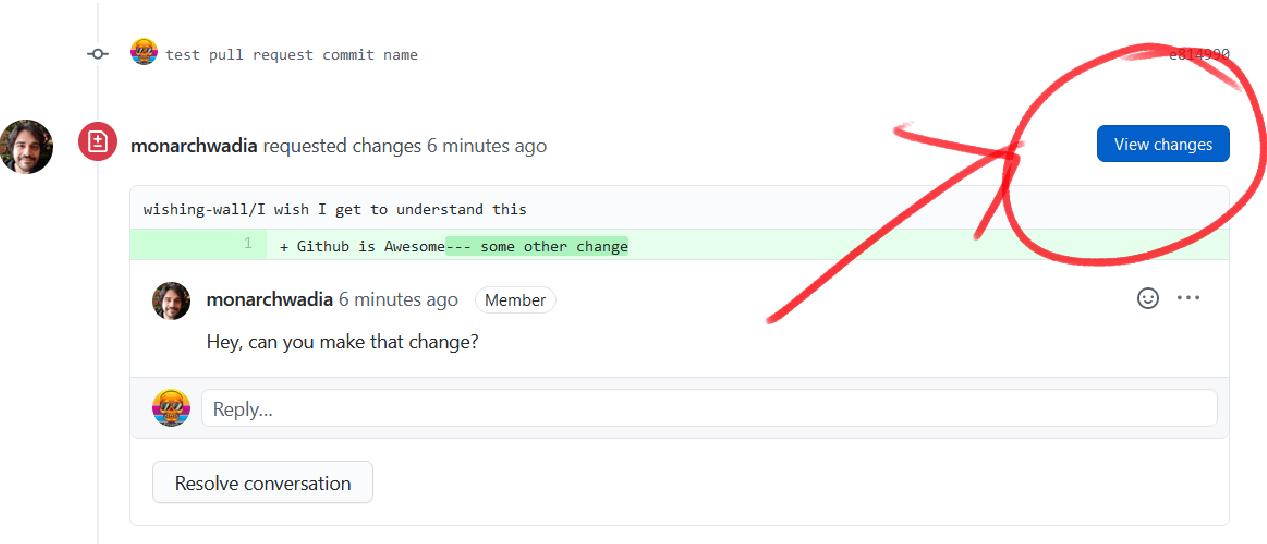 test pull request commit name e814990
monarchwadia requested changes 6 minutes ago View changes
wishing-wall/I wish I get to understand this
1 + Github is Awesome--- some other change
monarchwadia 6 minutes ago Member
Hey, can you make that change?
Reply...
Resolve conversation